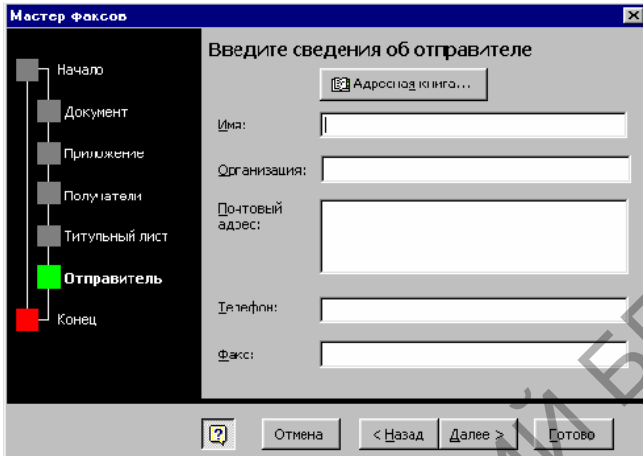 Мастер факсов
Начало
Документ
Приложение
Получатели
Титульный лист
Отправитель
Конец
Введите сведения об отправителе
Адресная книга...
Имя:
Организация:
Почтовый
адрес:
Телефон:
Факс:
Отмена
< Назад
Далее >
Готово